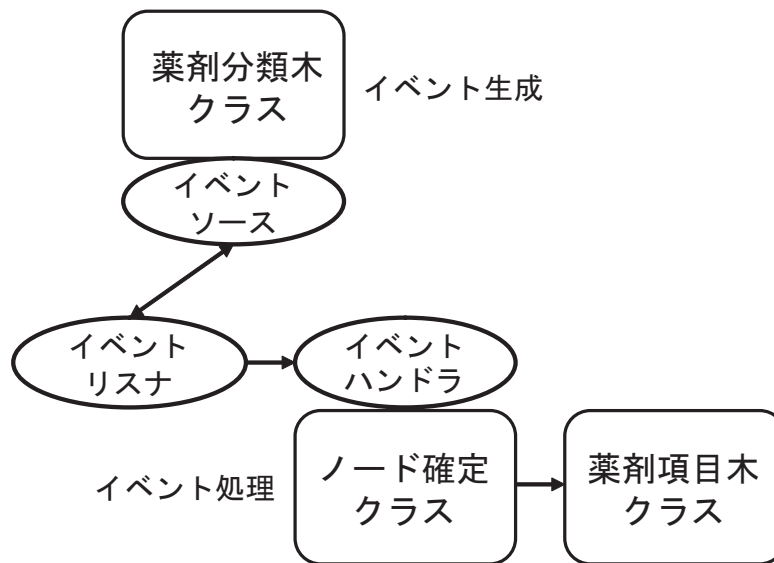 薬剤分類木
クラス
イベント生成
イベント
ソース
イベント
リスナ
イベント
ハンドラ
イベント処理
ノード確定
クラス
薬剤項目木
クラス